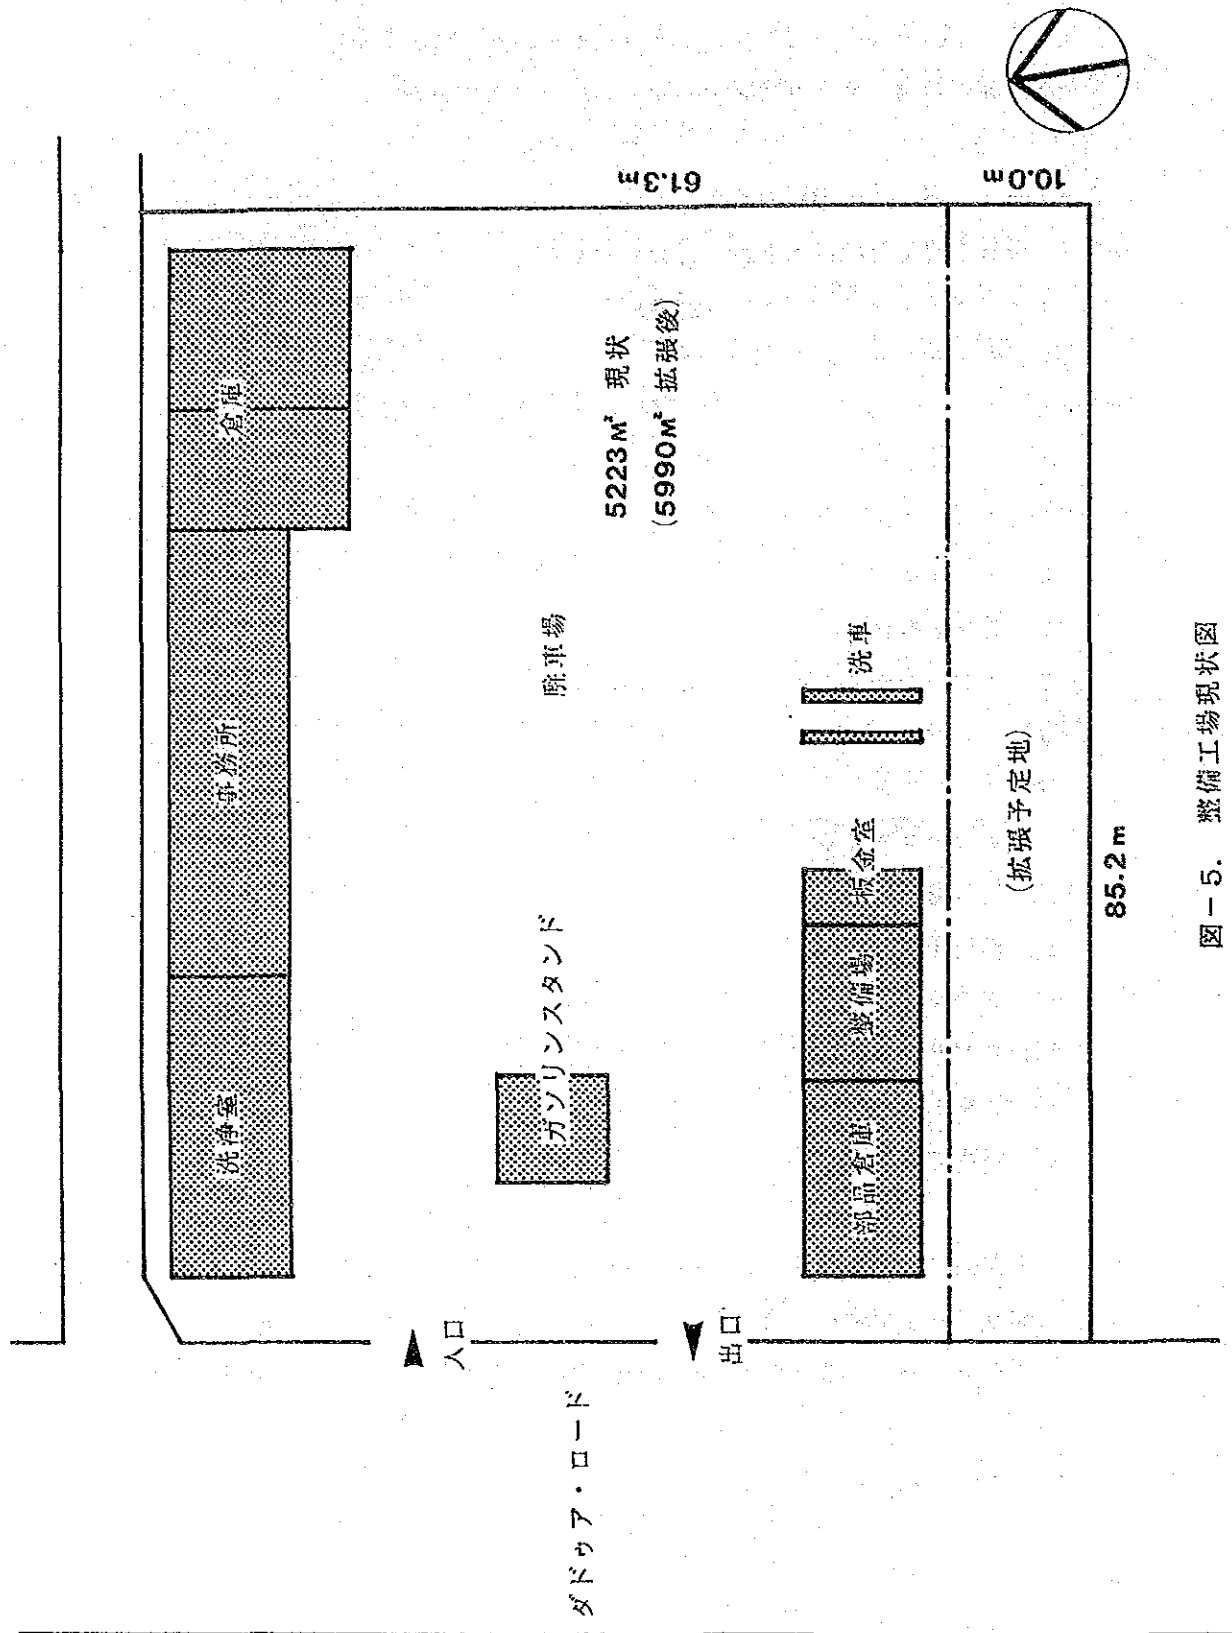 倉庫
事務所
洗浄室
61.3m
10.0m
5223M² 現状
(5990M² 拡張後)
駐車場
ガソリンスタンド
洗車
板金室
整備場
部品倉庫
(拡張予定地)
85.2m
入口
出口
ダドゥア・ロード
図-5. 整備工場現状図